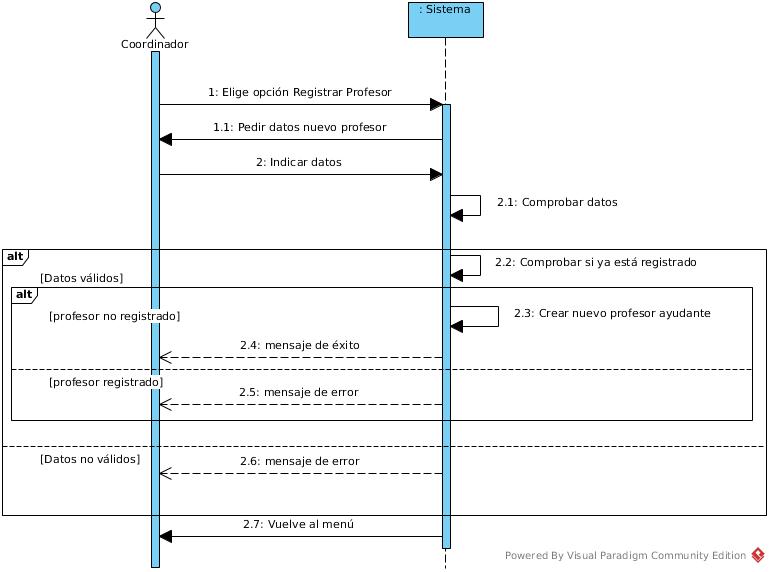 : Sistema
Coordinador
1: Elige opción Registrar Profesor
1.1: Pedir datos nuevo profesor
2: Indicar datos
2.1: Comprobar datos
alt
2.2: Comprobar si ya está registrado
[Datos válidos]
alt
[profesor no registrado]
2.3: Crear nuevo profesor ayudante
2.4: mensaje de éxito
[profesor registrado]
2.5: mensaje de error
[Datos no válidos]
2.6: mensaje de error
2.7: Vuelve al menú
Powered By Visual Paradigm Community Edition